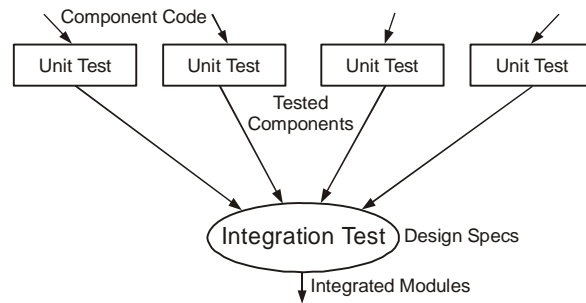 Component Code
Unit Test
Unit Test
Unit Test
Unit Test
Tested
Components
Integration Test
Design Specs
Integrated Modules